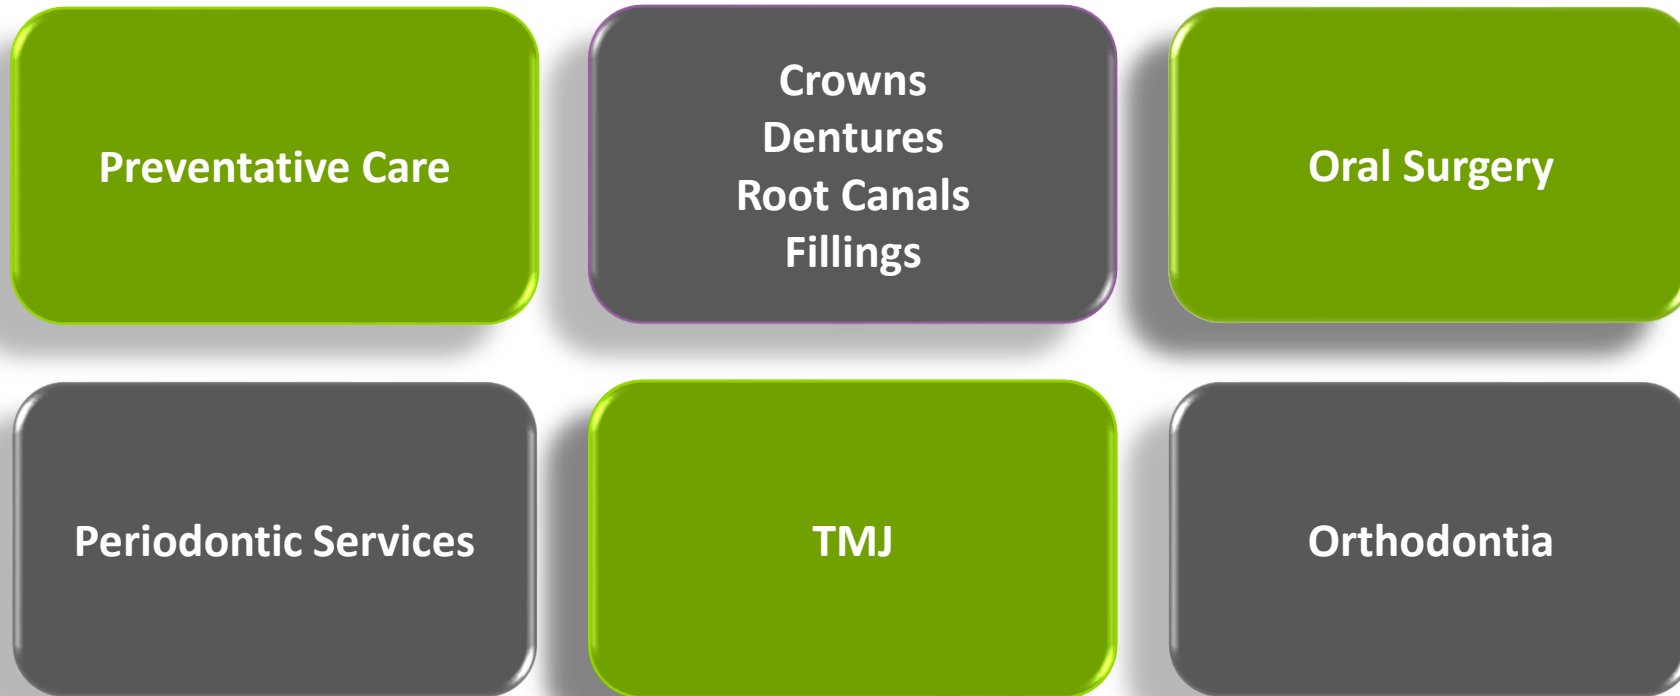 Preventative Care
Crowns
Dentures
Root Canals
Fillings
Oral Surgery
Periodontic Services
TMJ
Orthodontia